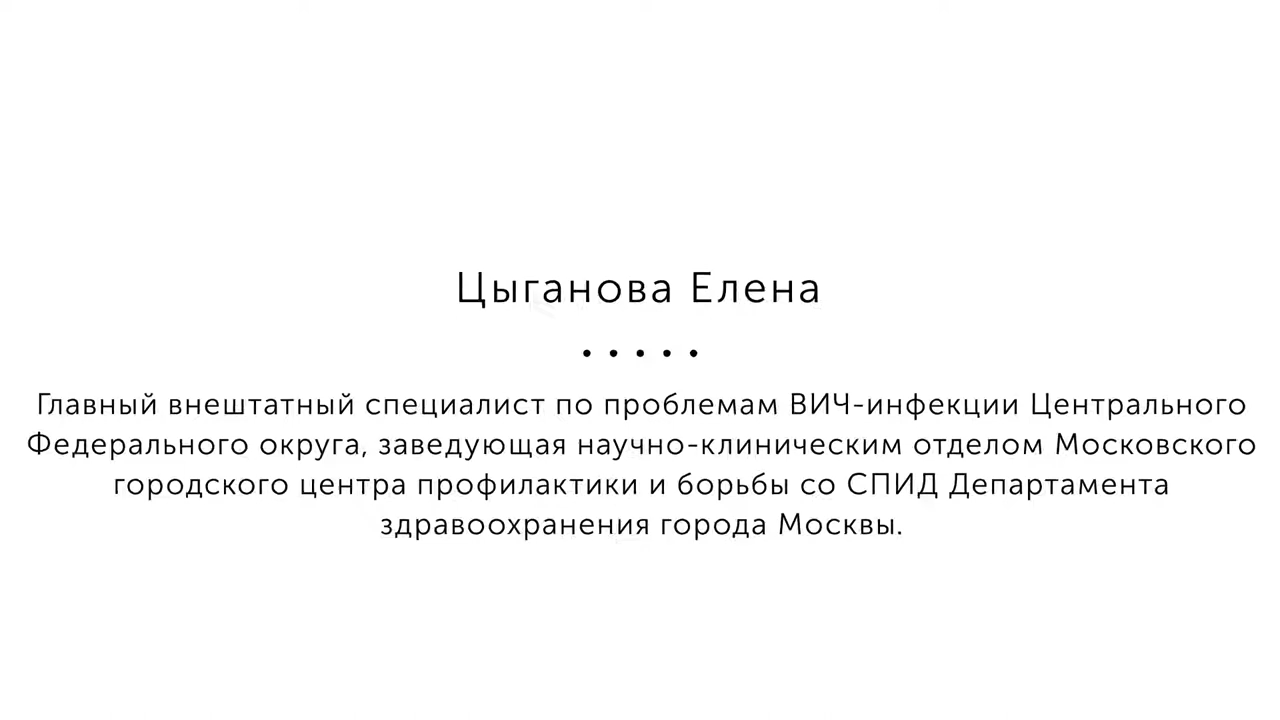 Цыганова Елена
• • • • •
Главный внештатный специалист по проблемам ВИЧ-инфекции Центрального
Федерального округа, заведующая научно-клиническим отделом Московского
городского центра профилактики и борьбы со СПИД Департамента
здравоохранения города Москвы.